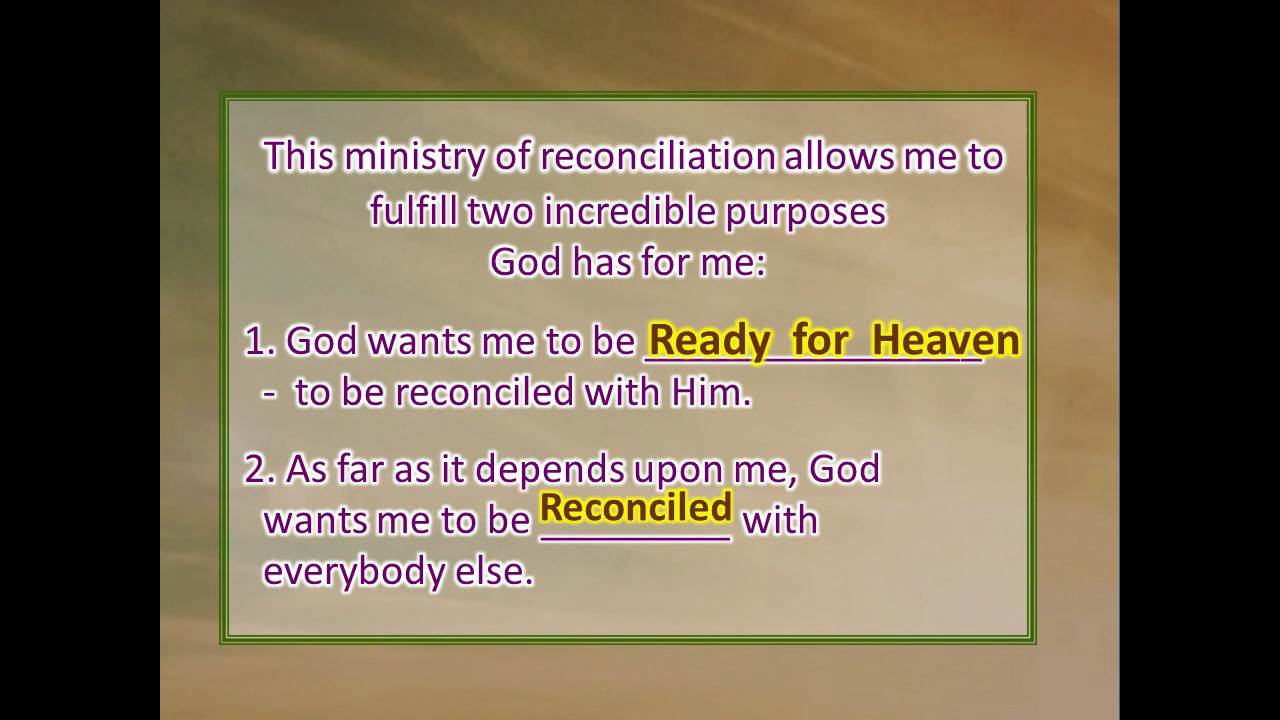 This ministry of reconciliation allows me to
fulfill two incredible purposes
God has for me:
1. God wants me to be Ready for Heaven
- to be reconciled with Him.
2. As far as it depends upon me, God
wants me to be Reconciled with
everybody else.